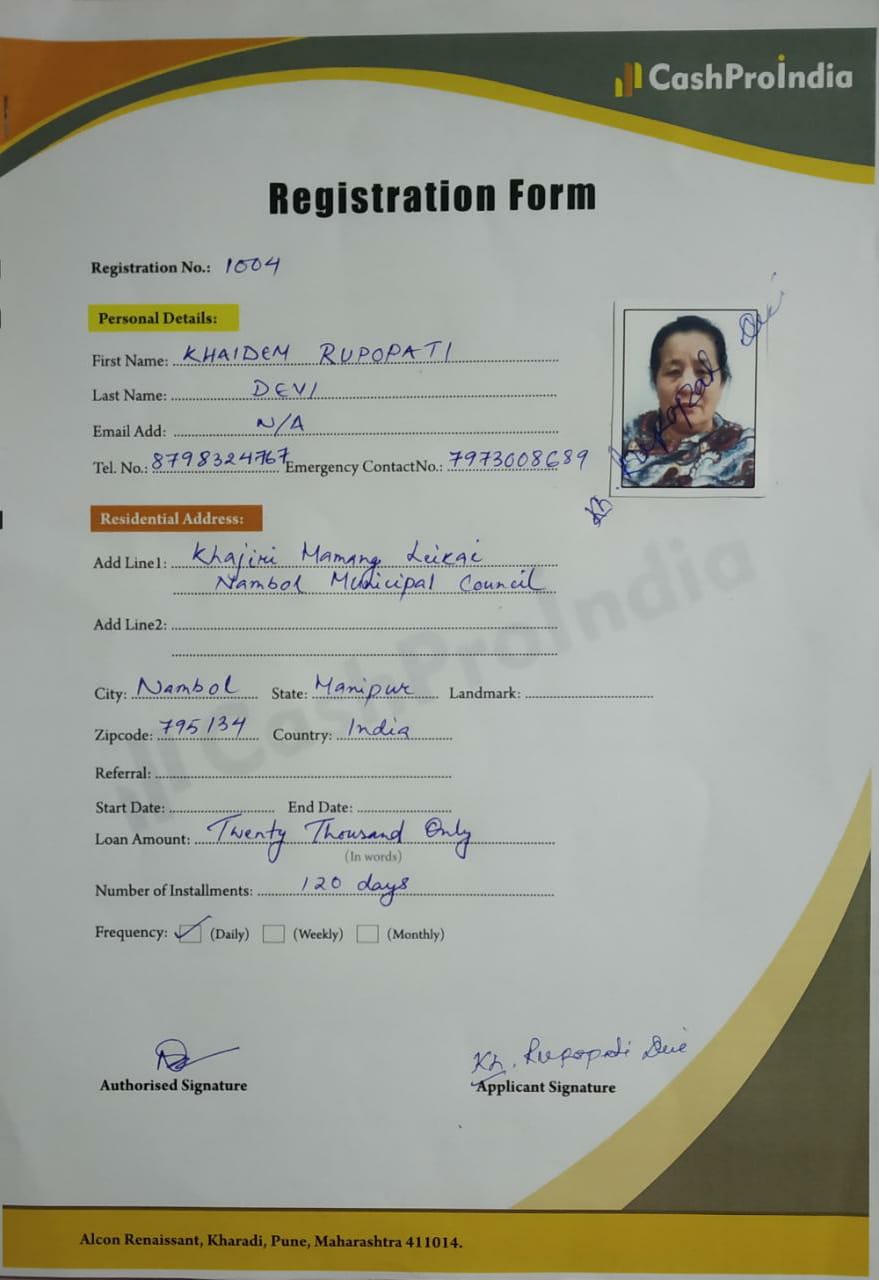 CashProIndia
Registration Form
Registration No.: 1004
Personal Details:
First Name: KHAIDEM RUPOPATI
Last Name: DEVI
Email Add: N/A
Tel. No.: 8798324767 Emergency ContactNo.: 7973008689
Kh. Rupopati Devi
Residential Address:
Add Line1: Khajiri Mamang Leikai
Nambol Municipal Council
Add Line2:
City: Nambol State: Manipur Landmark:
Zipcode: 795134 Country: India
Referral:
Start Date: End Date:
Loan Amount: Twenty Thousand Only
(In words)
Number of Installments: 120 days
Frequency: (Daily) (Weekly) (Monthly)
CashProIndia
Kh. Rupopati Devi
Authorised Signature Applicant Signature
Alcon Renaissant, Kharadi, Pune, Maharashtra 411014.